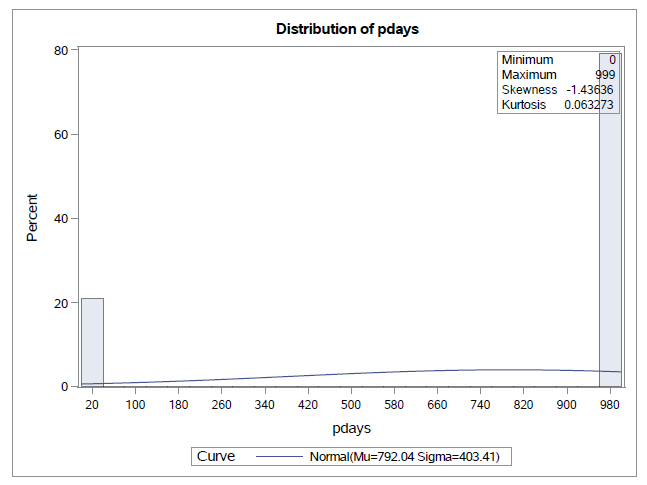 Distribution of pdays
80
60
40
20
0
Percent
Minimum 0
Maximum 999
Skewness -1.43636
Kurtosis 0.063273
20 100 180 260 340 420 500 580 660 740 820 900 980
pdays
Curve Normal(Mu=792.04 Sigma=403.41)